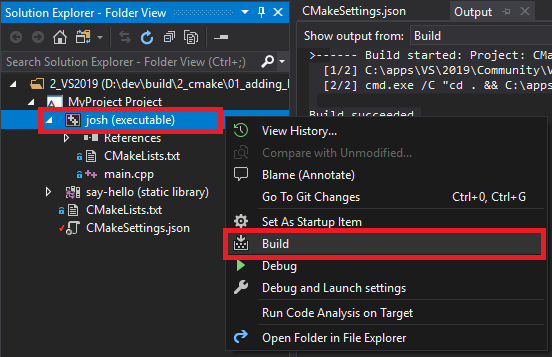 Solution Explorer - Folder View
Search Solution Explorer - Folder View (Ctrl+;)
2_VS2019 (D:\dev\build\2_cmake\01_adding_
MyProject Project
josh (executable)
References
CMakeLists.txt
main.cpp
say-hello (static library)
CMakeLists.txt
CMakeSettings.json
CMakeSettings.json
Output
Show output from: Build
>------ Build started: Project: CMa
[1/2] C:\apps\VS\2019\Community\V
[2/2] cmd.exe /C "cd . && C:\apps
Build succeeded.
View History...
Compare with Unmodified...
Blame (Annotate)
Go To Git Changes Ctrl+0, Ctrl+G
Set As Startup Item
Build
Debug
Debug and Launch settings
Run Code Analysis on Target
Open Folder in File Explorer